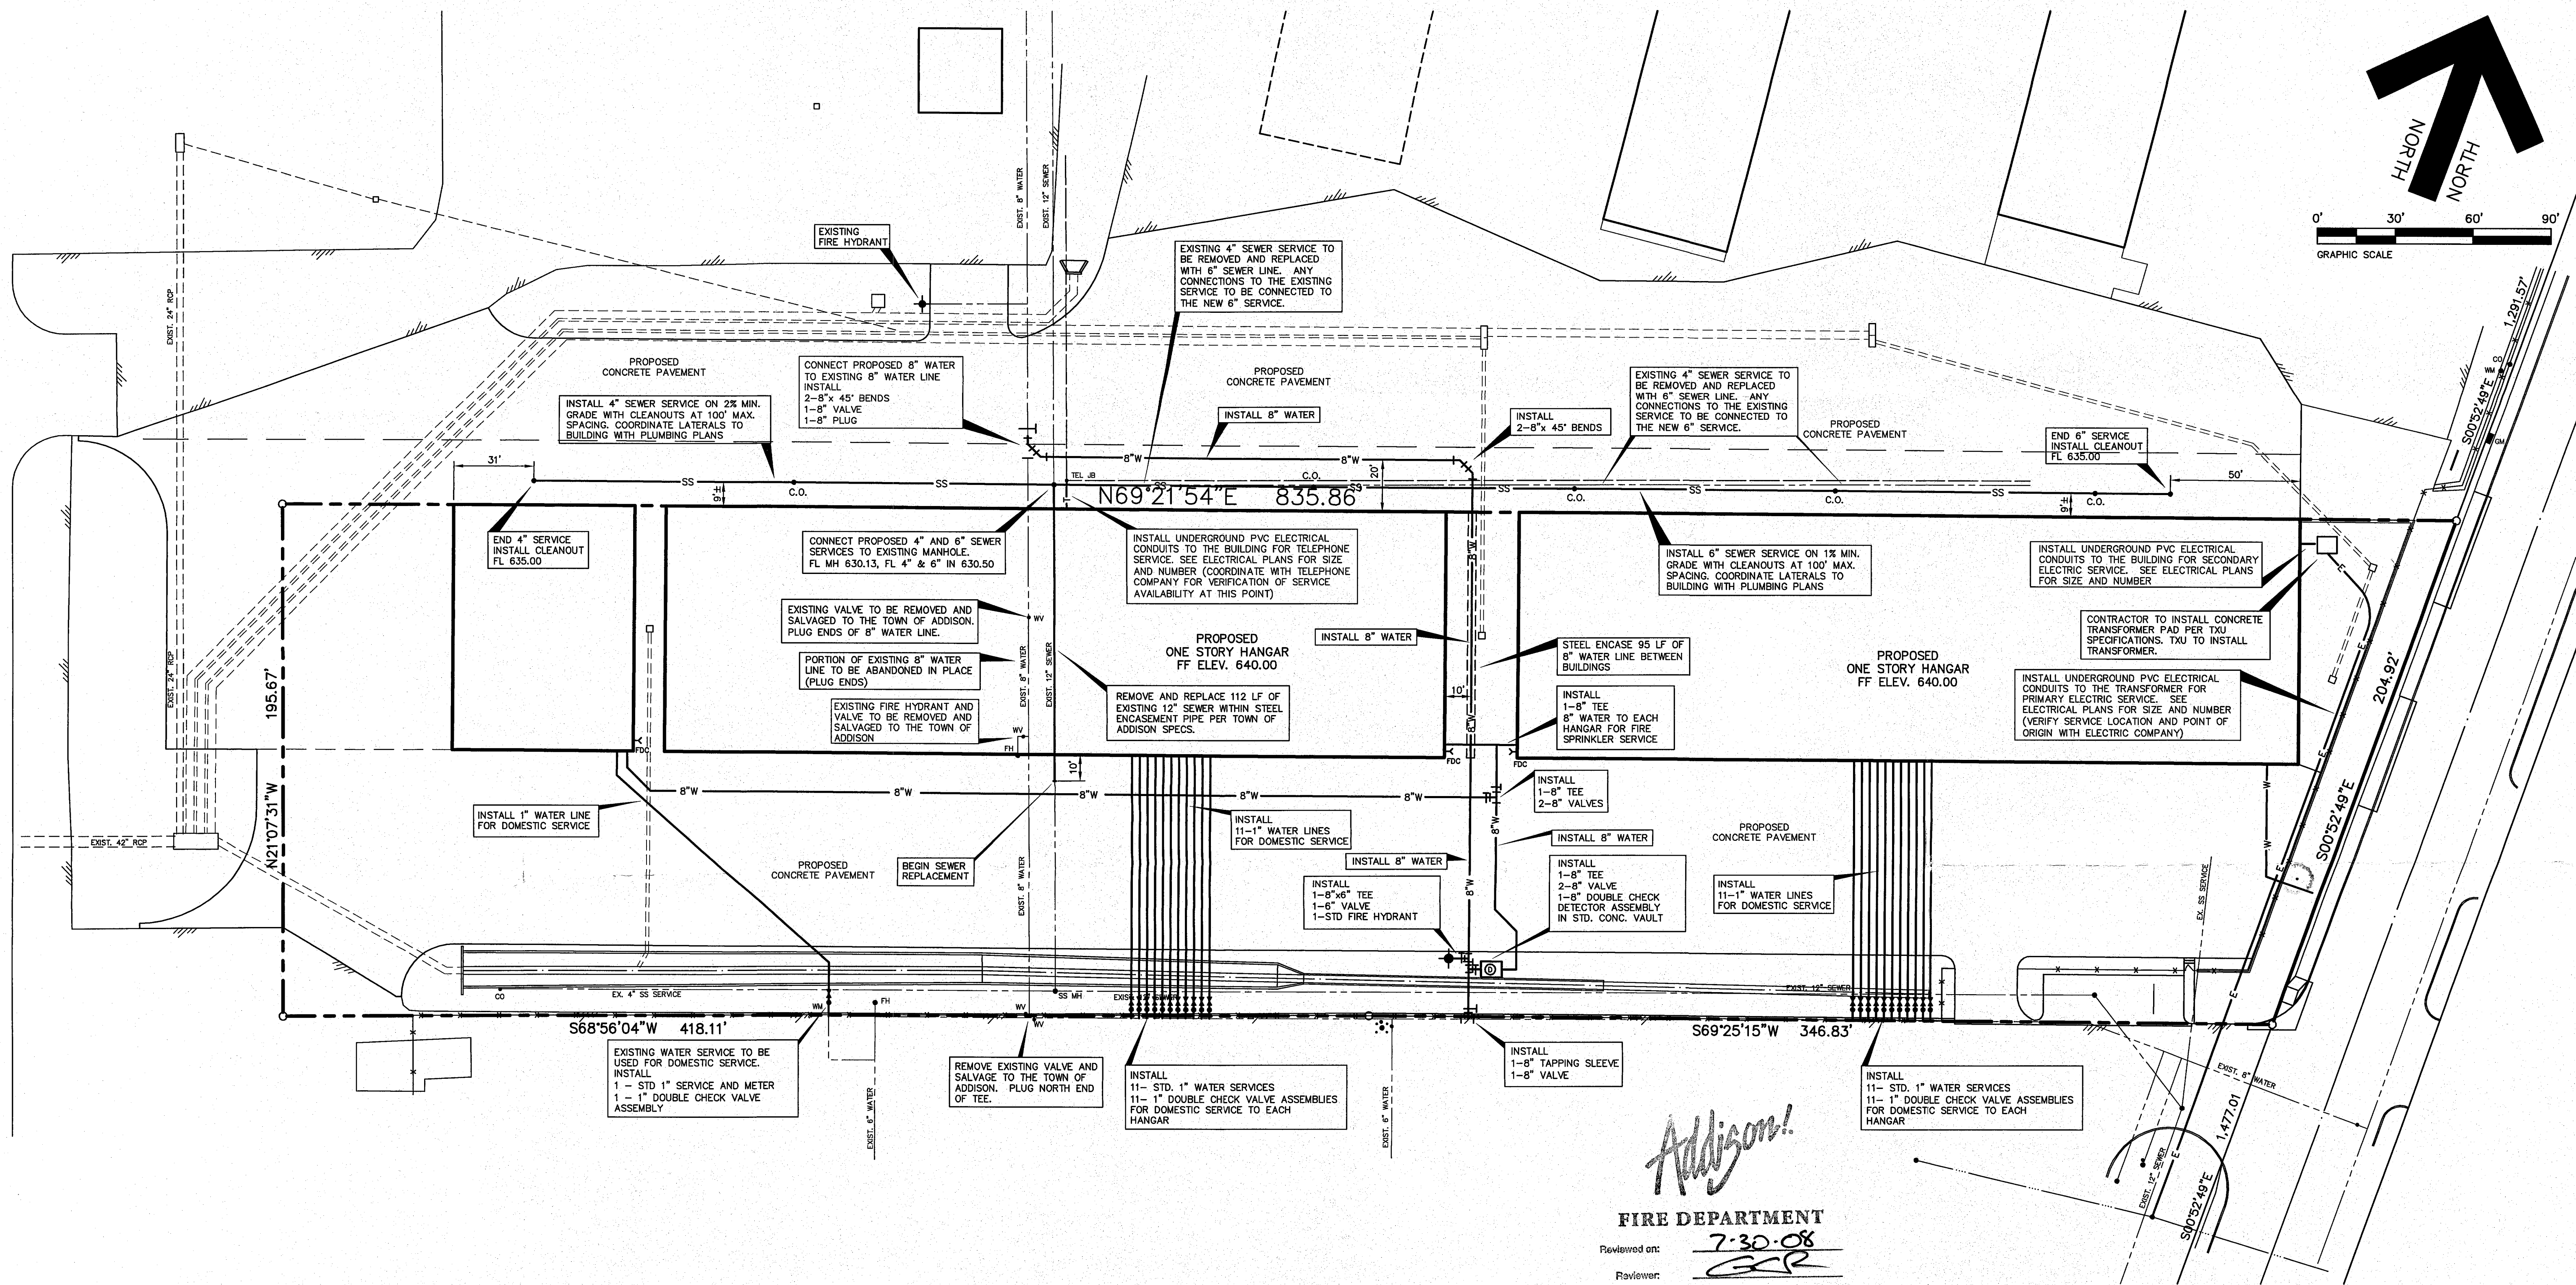 NORTH
NORTH
0' 30' 60' 90'
GRAPHIC SCALE
EXIST. 8" WATER
EXIST. 12" SEWER
EXISTING
FIRE HYDRANT
EXISTING 4" SEWER SERVICE TO
BE REMOVED AND REPLACED
WITH 6" SEWER LINE. ANY
CONNECTIONS TO THE EXISTING
SERVICE TO BE CONNECTED TO
THE NEW 6" SERVICE.
EXIST. 24" RCP
1,291.57'
S00°52'49"E
CO
WM
GM
PROPOSED
CONCRETE PAVEMENT
CONNECT PROPOSED 8" WATER
TO EXISTING 8" WATER LINE
INSTALL
2-8"x 45° BENDS
1-8" VALVE
1-8" PLUG
PROPOSED
CONCRETE PAVEMENT
EXISTING 4" SEWER SERVICE TO
BE REMOVED AND REPLACED
WITH 6" SEWER LINE. ANY
CONNECTIONS TO THE EXISTING
SERVICE TO BE CONNECTED TO
THE NEW 6" SERVICE.
INSTALL 4" SEWER SERVICE ON 2% MIN.
GRADE WITH CLEANOUTS AT 100' MAX.
SPACING. COORDINATE LATERALS TO
BUILDING WITH PLUMBING PLANS
INSTALL 8" WATER
INSTALL
2-8"x 45° BENDS
PROPOSED
CONCRETE PAVEMENT
END 6" SERVICE
INSTALL CLEANOUT
FL 635.00
31'
8"W
8"W
20'
50'
TEL JB
C.O.
SS
SS
SS
SS
SS
SS
SS
C.O.
C.O.
C.O.
C.O.
9'±
9'±
T
N69°21'54"E 835.86'
END 4" SERVICE
INSTALL CLEANOUT
FL 635.00
CONNECT PROPOSED 4" AND 6" SEWER
SERVICES TO EXISTING MANHOLE.
FL MH 630.13, FL 4" & 6" IN 630.50
INSTALL UNDERGROUND PVC ELECTRICAL
CONDUITS TO THE BUILDING FOR TELEPHONE
SERVICE. SEE ELECTRICAL PLANS FOR SIZE
AND NUMBER (COORDINATE WITH TELEPHONE
COMPANY FOR VERIFICATION OF SERVICE
AVAILABILITY AT THIS POINT)
8"W
INSTALL 6" SEWER SERVICE ON 1% MIN.
GRADE WITH CLEANOUTS AT 100' MAX.
SPACING. COORDINATE LATERALS TO
BUILDING WITH PLUMBING PLANS
INSTALL UNDERGROUND PVC ELECTRICAL
CONDUITS TO THE BUILDING FOR SECONDARY
ELECTRIC SERVICE. SEE ELECTRICAL PLANS
FOR SIZE AND NUMBER
E
EXISTING VALVE TO BE REMOVED AND
SALVAGED TO THE TOWN OF ADDISON.
PLUG ENDS OF 8" WATER LINE.
WV
PROPOSED
ONE STORY HANGAR
FF ELEV. 640.00
INSTALL 8" WATER
STEEL ENCASE 95 LF OF
8" WATER LINE BETWEEN
BUILDINGS
PROPOSED
ONE STORY HANGAR
FF ELEV. 640.00
CONTRACTOR TO INSTALL CONCRETE
TRANSFORMER PAD PER TXU
SPECIFICATIONS. TXU TO INSTALL
TRANSFORMER.
E
PORTION OF EXISTING 8" WATER
LINE TO BE ABANDONED IN PLACE
(PLUG ENDS)
EXIST. 8" WATER
EXIST. 12" SEWER
EXIST. 24" RCP
195.67'
REMOVE AND REPLACE 112 LF OF
EXISTING 12" SEWER WITHIN STEEL
ENCASEMENT PIPE PER TOWN OF
ADDISON SPECS.
10'
INSTALL
1-8" TEE
8" WATER TO EACH
HANGAR FOR FIRE
SPRINKLER SERVICE
INSTALL UNDERGROUND PVC ELECTRICAL
CONDUITS TO THE TRANSFORMER FOR
PRIMARY ELECTRIC SERVICE. SEE
ELECTRICAL PLANS FOR SIZE AND NUMBER
(VERIFY SERVICE LOCATION AND POINT OF
ORIGIN WITH ELECTRIC COMPANY)
204.92'
EXISTING FIRE HYDRANT AND
VALVE TO BE REMOVED AND
SALVAGED TO THE TOWN OF
ADDISON
WV
FH
8"W
FDC
FDC
FDC
10'
E
W
N21°07'31"W
8"W
8"W
8"W
8"W
8"W
INSTALL
1-8" TEE
2-8" VALVES
INSTALL 1" WATER LINE
FOR DOMESTIC SERVICE
INSTALL
11-1" WATER LINES
FOR DOMESTIC SERVICE
8"W
INSTALL 8" WATER
PROPOSED
CONCRETE PAVEMENT
S00°52'49"E
W
EXIST. 42" RCP
PROPOSED
CONCRETE PAVEMENT
BEGIN SEWER
REPLACEMENT
EXIST. 8" WATER
INSTALL 8" WATER
8"W
INSTALL
1-8"x6" TEE
1-6" VALVE
1-STD FIRE HYDRANT
INSTALL
1-8" TEE
2-8" VALVE
1-8" DOUBLE CHECK
DETECTOR ASSEMBLY
IN STD. CONC. VAULT
INSTALL
11-1" WATER LINES
FOR DOMESTIC SERVICE
E
EX. SS SERVICE
D
CO
EX. 4" SS SERVICE
WM
FH
WV
WV
SS MH
EXIST. 12" SEWER
EXIST. 12" SEWER
E
S68°56'04"W 418.11'
S69°25'15"W 346.83'
EXISTING WATER SERVICE TO BE
USED FOR DOMESTIC SERVICE.
INSTALL
1 - STD 1" SERVICE AND METER
1 - 1" DOUBLE CHECK VALVE
ASSEMBLY
EXIST. 6" WATER
REMOVE EXISTING VALVE AND
SALVAGE TO THE TOWN OF
ADDISON. PLUG NORTH END
OF TEE.
INSTALL
11- STD. 1" WATER SERVICES
11- 1" DOUBLE CHECK VALVE ASSEMBLIES
FOR DOMESTIC SERVICE TO EACH
HANGAR
EXIST. 6" WATER
INSTALL
1-8" TAPPING SLEEVE
1-8" VALVE
INSTALL
11- STD. 1" WATER SERVICES
11- 1" DOUBLE CHECK VALVE ASSEMBLIES
FOR DOMESTIC SERVICE TO EACH
HANGAR
EXIST. 8" WATER
1,477.01
EXIST. 12" SEWER
E
S00°52'49"E
Addison!
FIRE DEPARTMENT
Reviewed on: 7-30-08
Reviewer: GCR